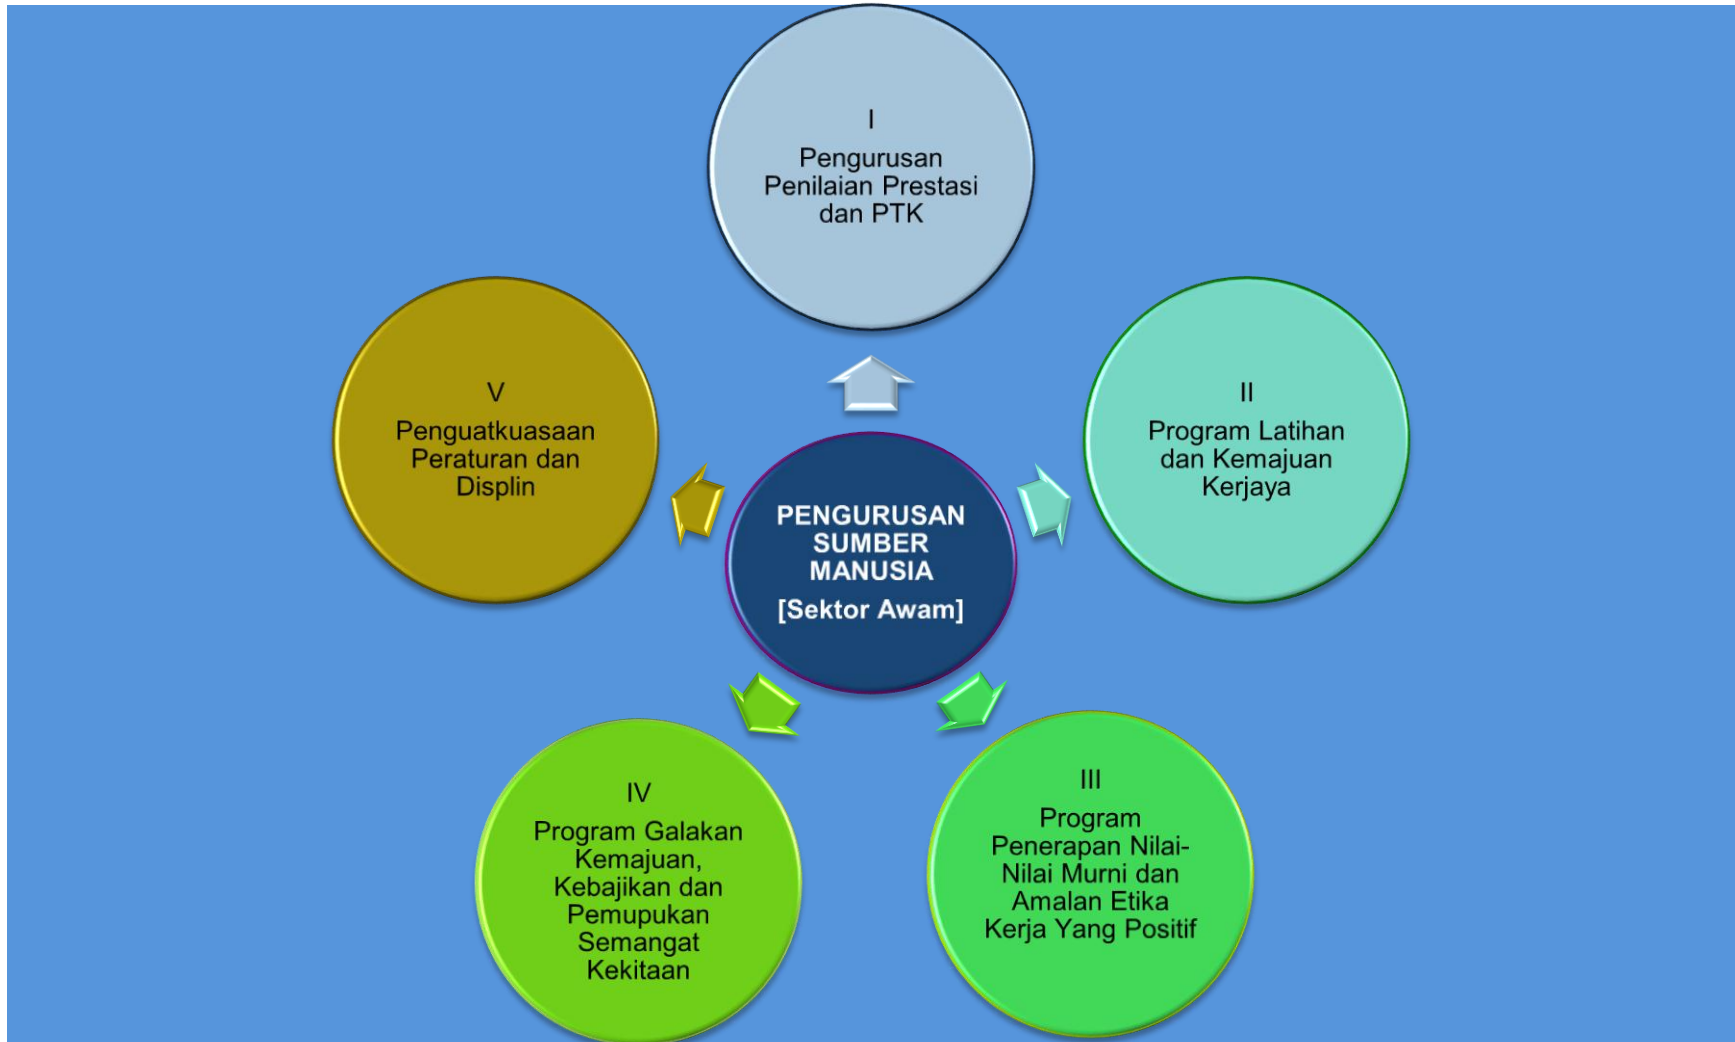 I
Pengurusan
Penilaian Prestasi
dan PTK
II
Program Latihan
dan Kemajuan
Kerjaya
III
Program
Penerapan Nilai-
Nilai Murni dan
Amalan Etika
Kerja Yang Positif
IV
Program Galakan
Kemajuan,
Kebajikan dan
Pemupukan
Semangat
Kekitaan
V
Penguatkuasaan
Peraturan dan
Displin
PENGURUSAN
SUMBER
MANUSIA
[Sektor Awam]